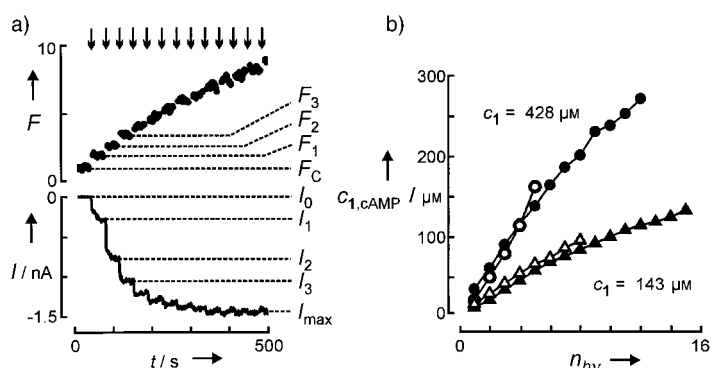 a)
10
F
F3
F2
F1
FC
0
I / nA
-1.5
I0
I1
I2
I3
Imax
0
500
t / s
b)
300
200
100
0
c1,cAMP / µM
c1 = 428 µM
c1 = 143 µM
0
8
16
nhν